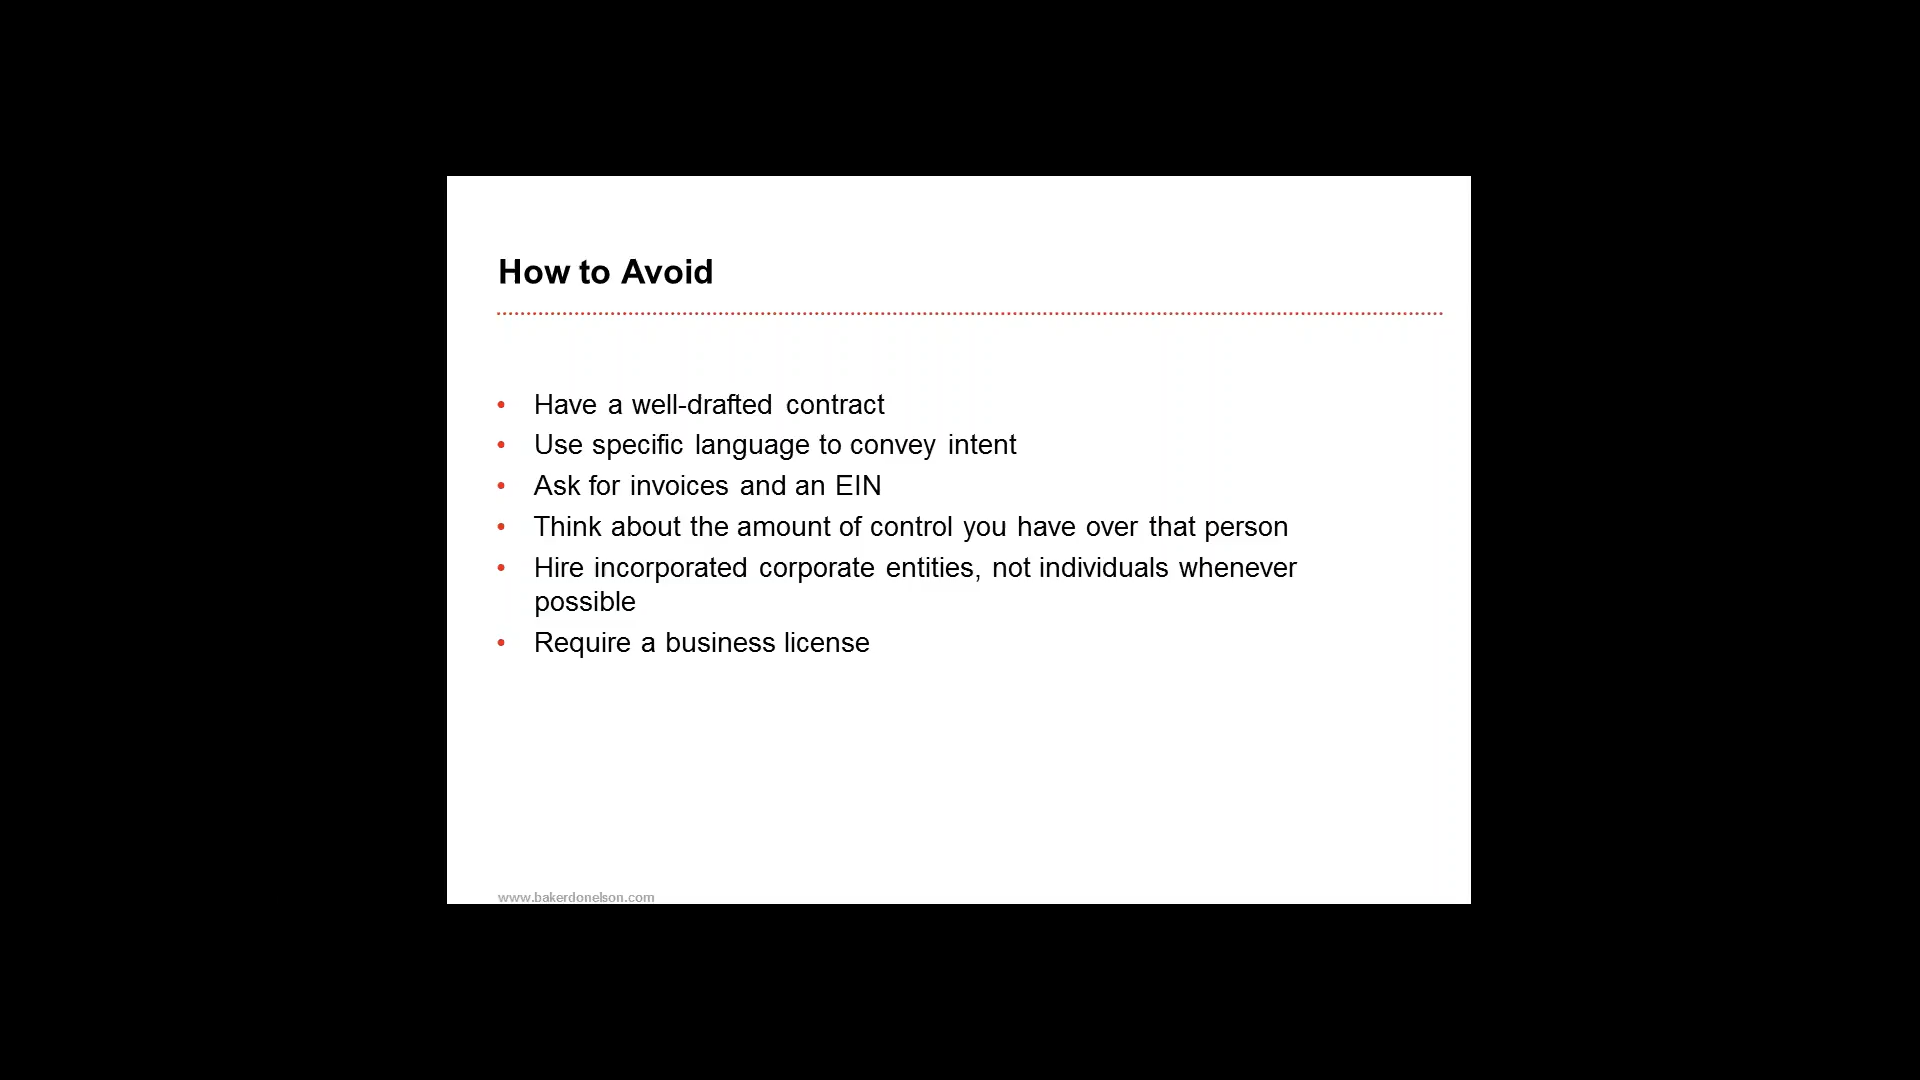 How to Avoid
• Have a well-drafted contract
• Use specific language to convey intent
• Ask for invoices and an EIN
• Think about the amount of control you have over that person
• Hire incorporated corporate entities, not individuals whenever
possible
• Require a business license
www.bakerdonelson.com